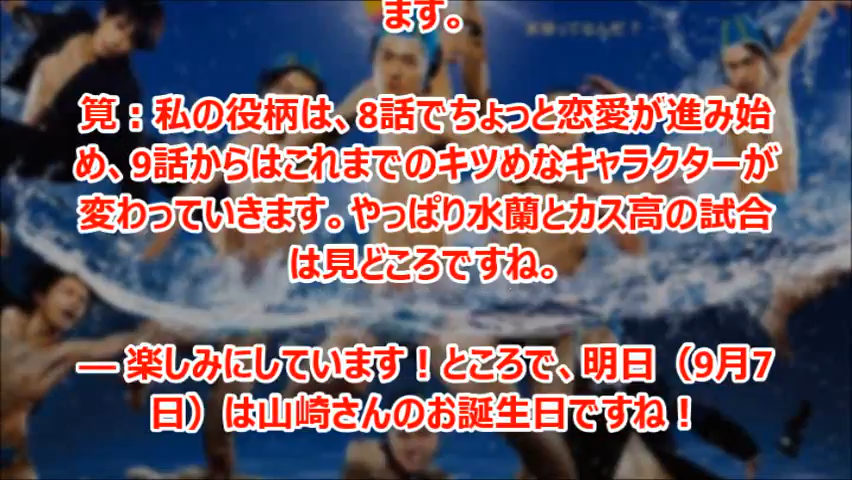 ます。
筧：私の役柄は、8話でちょっと恋愛が進み始
め、9話からはこれまでのキツめなキャラクターが
変わっていきます。やっぱり水蘭とカス高の試合
は見どころですね。
― 楽しみにしています！ところで、明日（9月7
日）は山崎さんのお誕生日ですね！